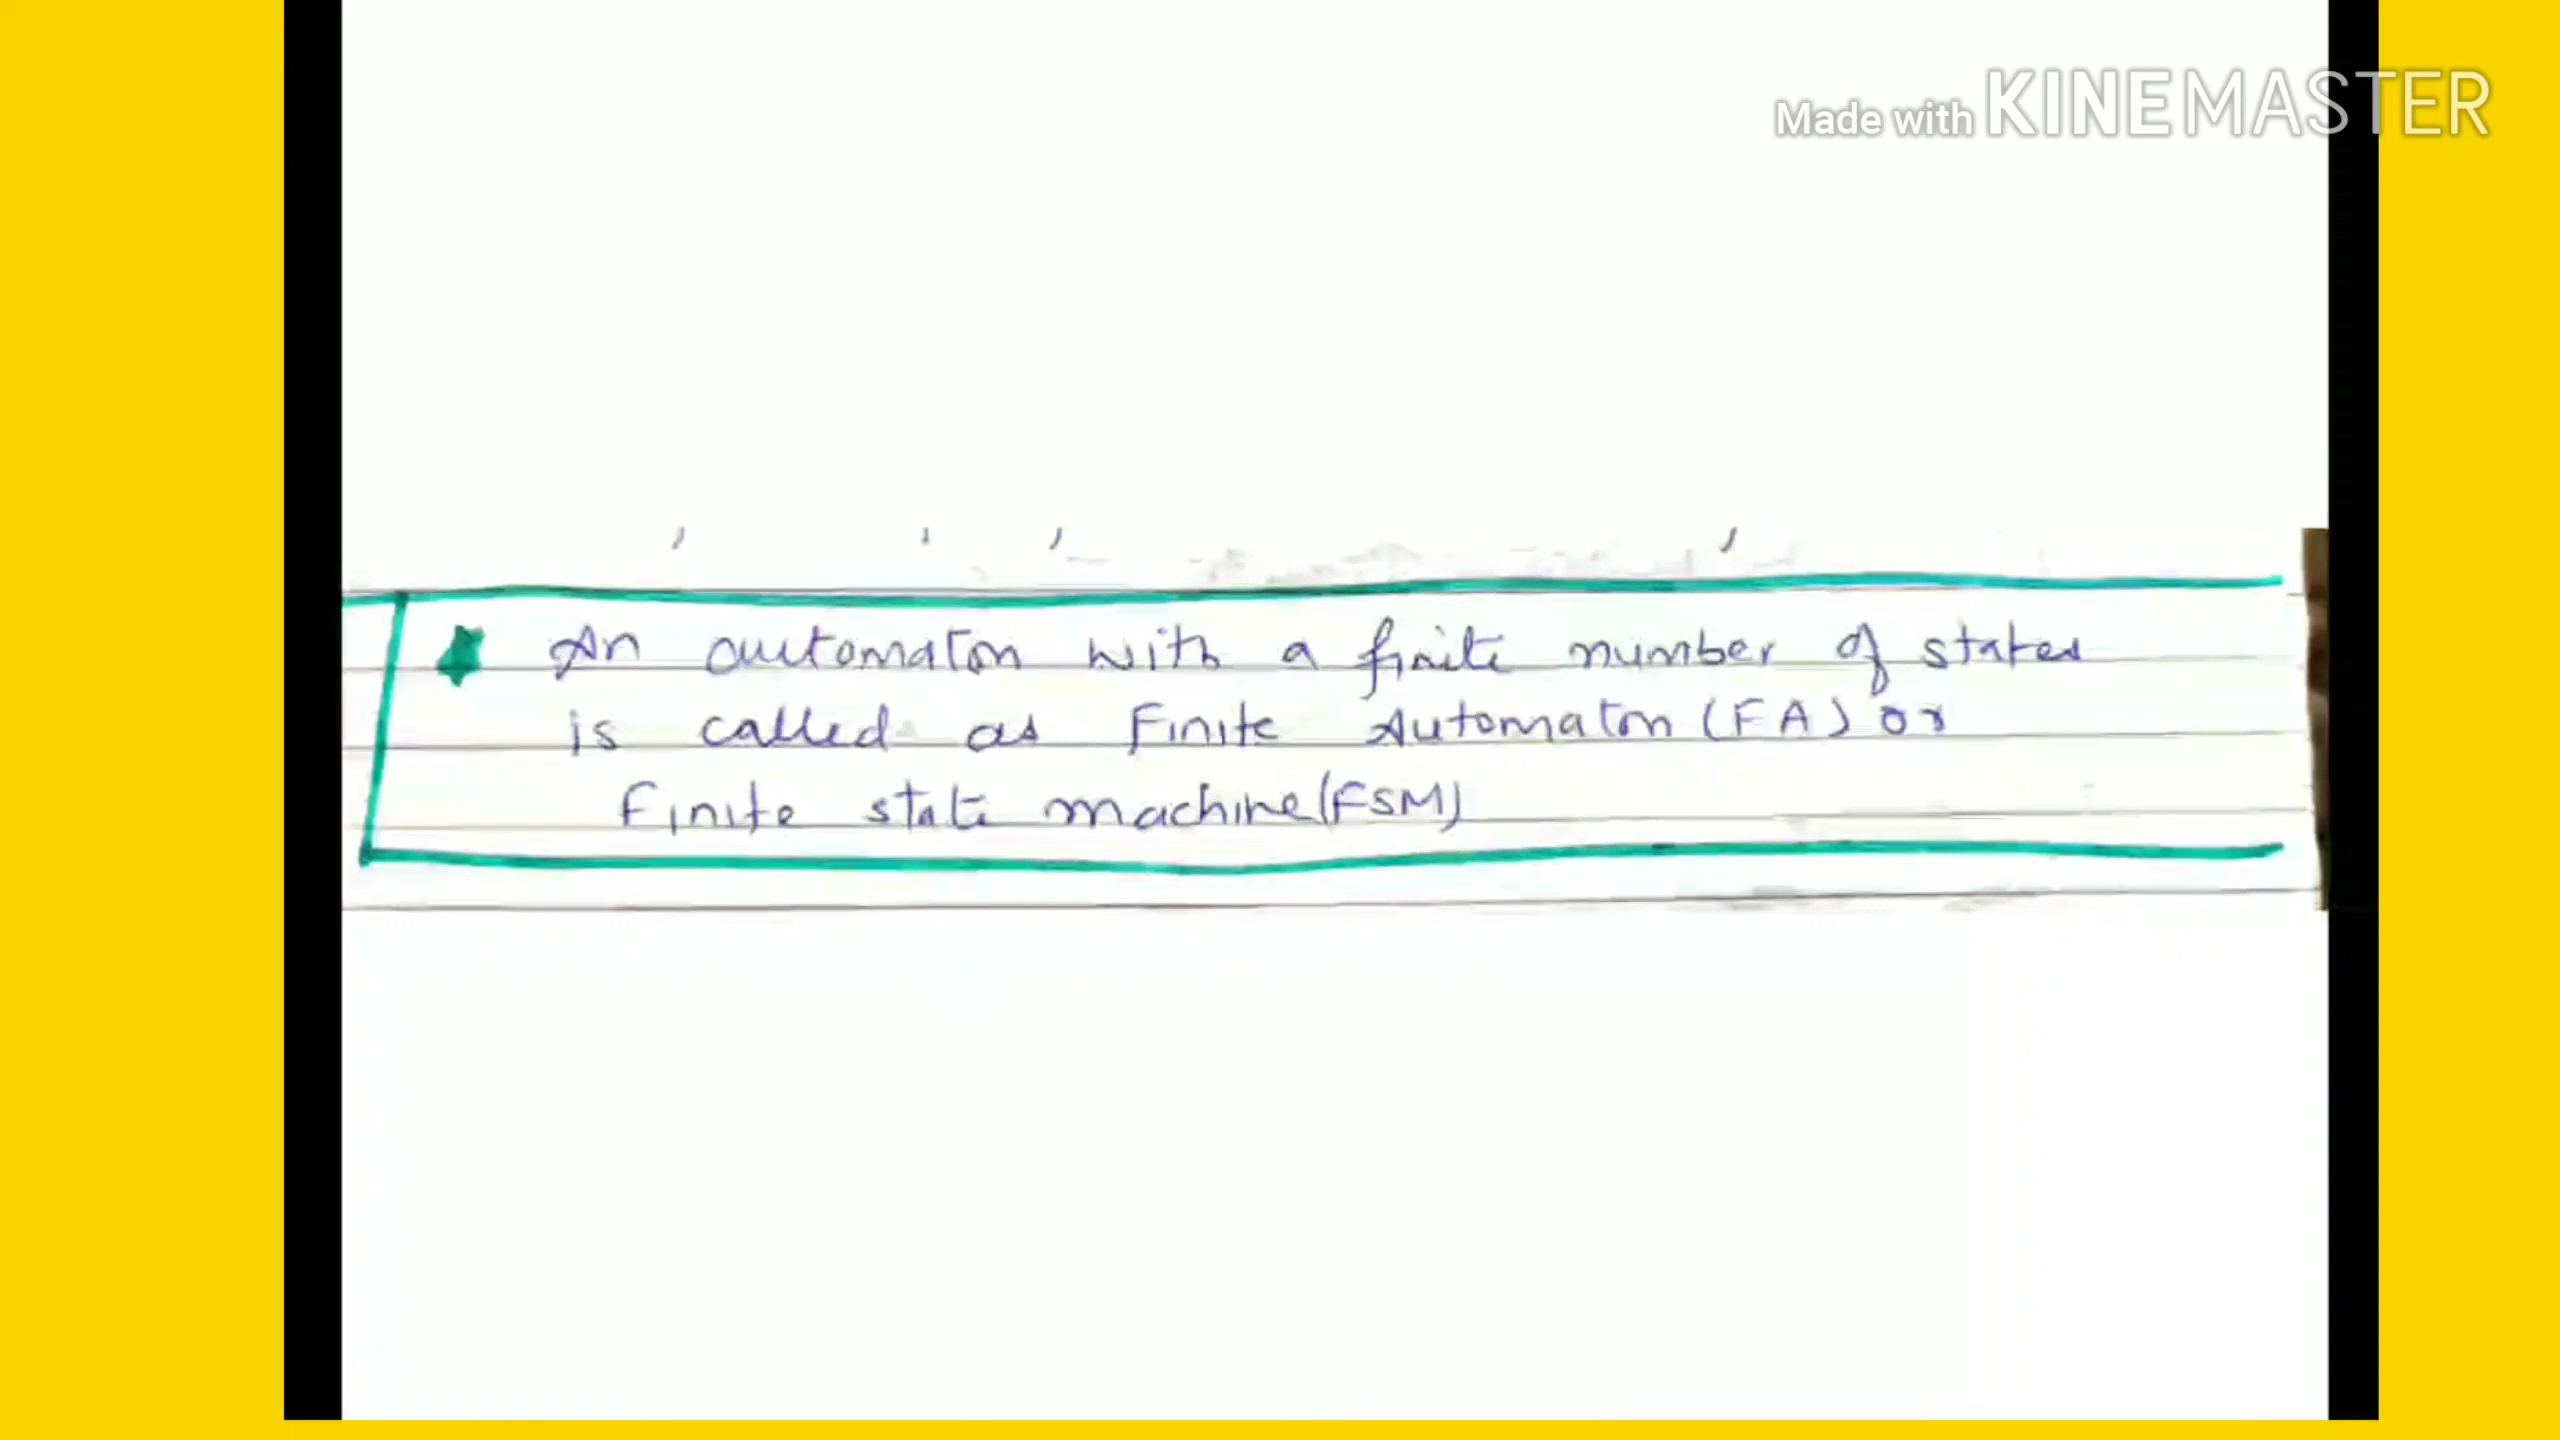 Made with KINEMASTER
An automaton with a finite number of states
is called as Finite Automaton (FA) or
Finite state machine (FSM)